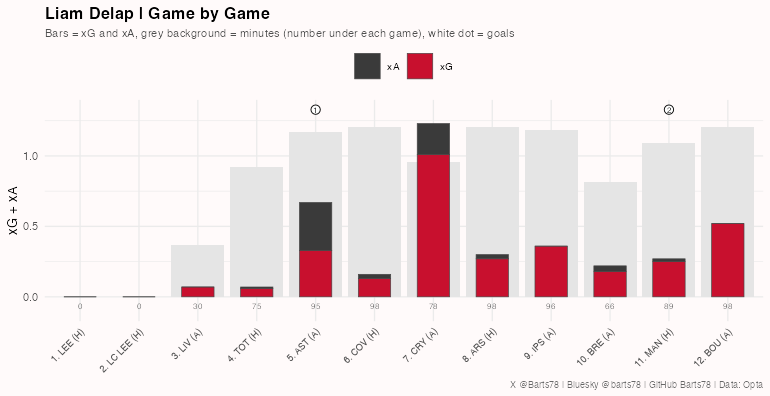 Liam Delap | Game by Game
Bars = xG and xA, grey background = minutes (number under each game), white dot = goals
xA xG
1 2
xG + xA
1.0
0.5
0.0
0 0 30 75 95 98 78 98 96 66 89 98
1. LEE (H) 2. LC LEE (H) 3. LIV (A) 4. TOT (H) 5. AST (A) 6. COV (H) 7. CRY (A) 8. ARS (H) 9. IPS (A) 10. BRE (A) 11. MAN (H) 12. BOU (A)
X @Barts78 | Bluesky @barts78 | GitHub Barts78 | Data: Opta